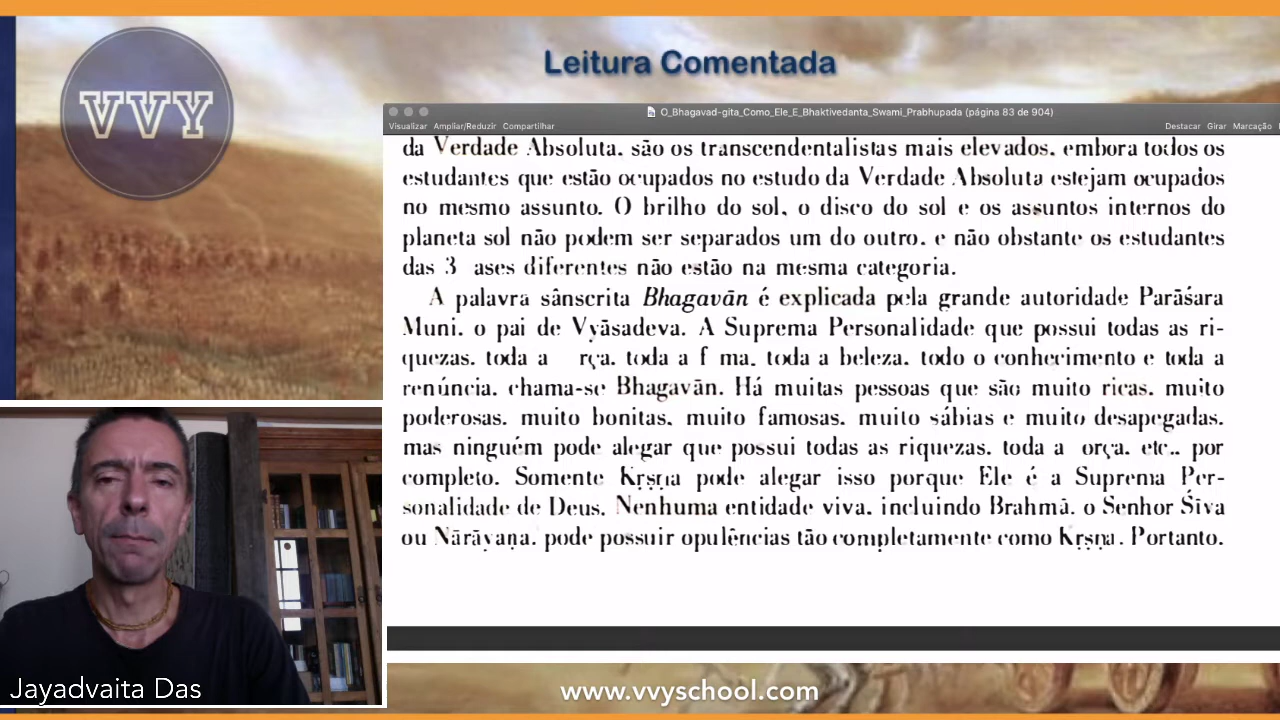 VVY
Leitura Comentada
O_Bhagavad-gita_Como_Ele_E_Bhaktivedanta_Swami_Prabhupada (página 83 de 904)
Visualizar Ampliar/Reduzir Compartilhar Destacar Girar Marcação
da Verdade Absoluta, são os transcendentalistas mais elevados, embora todos os
estudantes que estão ocupados no estudo da Verdade Absoluta estejam ocupados
no mesmo assunto. O brilho do sol, o disco do sol e os assuntos internos do
planeta sol não podem ser separados um do outro, e não obstante os estudantes
das 3 ases diferentes não estão na mesma categoria.
A palavra sânscrita Bhagavān é explicada pela grande autoridade Parāśara
Muni, o pai de Vyāsadeva. A Suprema Personalidade que possui todas as ri-
quezas, toda a rça, toda a f ma, toda a beleza, todo o conhecimento e toda a
renúncia, chama-se Bhagavān. Há muitas pessoas que são muito ricas, muito
poderosas, muito bonitas, muito famosas, muito sábias e muito desapegadas,
mas ninguém pode alegar que possui todas as riquezas, toda a orça, etc., por
completo. Somente Kṛṣṇa pode alegar isso porque Ele é a Suprema Per-
sonalidade de Deus. Nenhuma entidade viva, incluindo Brahmā, o Senhor Śiva
ou Nārāyaṇa, pode possuir opulências tão completamente como Kṛṣṇa. Portanto,
Jayadvaita Das
www.vvyschool.com